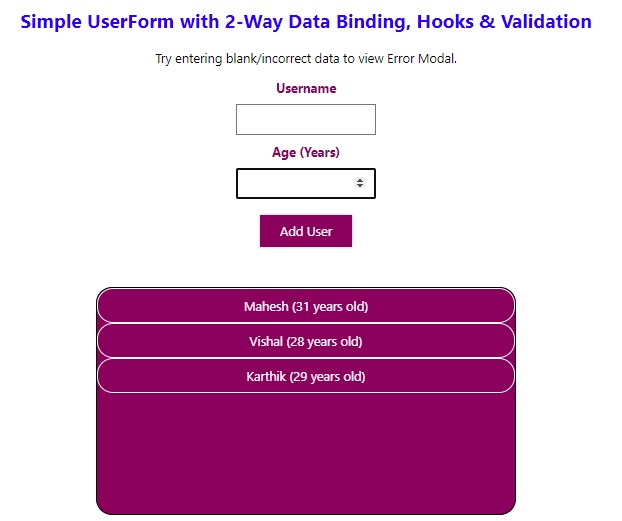 Simple UserForm with 2-Way Data Binding, Hooks & Validation
Try entering blank/incorrect data to view Error Modal.
Username
Age (Years)
Add User
Mahesh (31 years old)
Vishal (28 years old)
Karthik (29 years old)